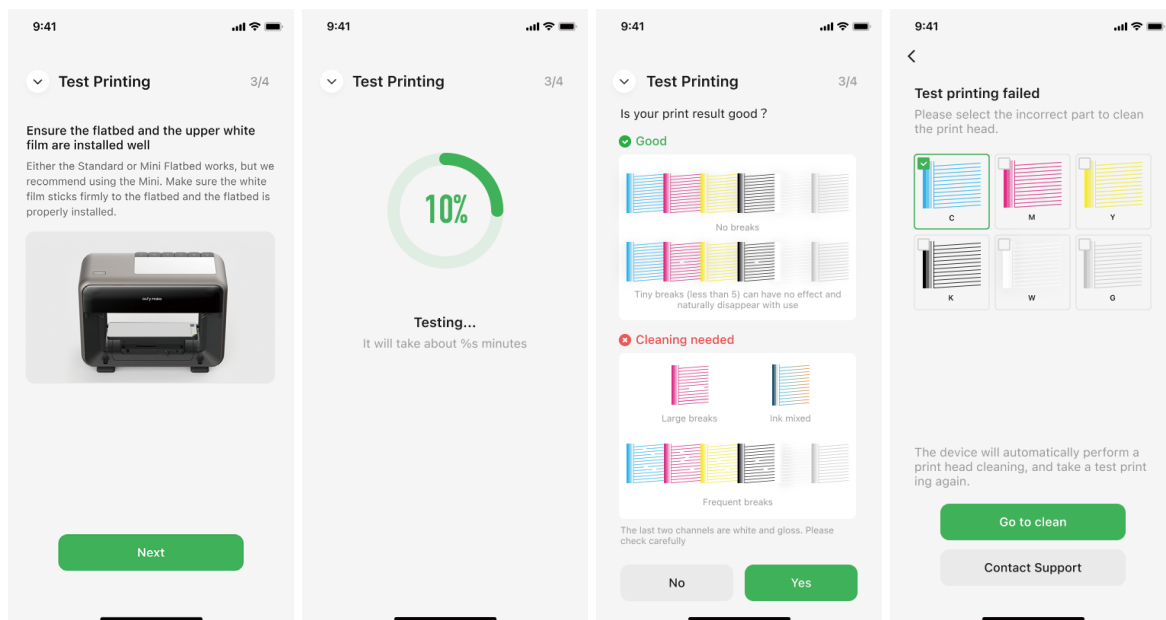 9:41
Test Printing
3/4
Ensure the flatbed and the upper white
film are installed well
Either the Standard or Mini Flatbed works, but we
recommend using the Mini. Make sure the white
film sticks firmly to the flatbed and the flatbed is
properly installed.
eufy make
Next
9:41
Test Printing
3/4
10%
Testing...
It will take about %s minutes
9:41
Test Printing
3/4
Is your print result good ?
Good
No breaks
Tiny breaks (less than 5) can have no effect and
naturally disappear with use
Cleaning needed
Large breaks
Ink mixed
Frequent breaks
The last two channels are white and gloss. Please
check carefully
No
Yes
9:41
Test printing failed
Please select the incorrect part to clean
the print head.
C
M
Y
K
W
G
The device will automatically perform a
print head cleaning, and take a test print
ing again.
Go to clean
Contact Support